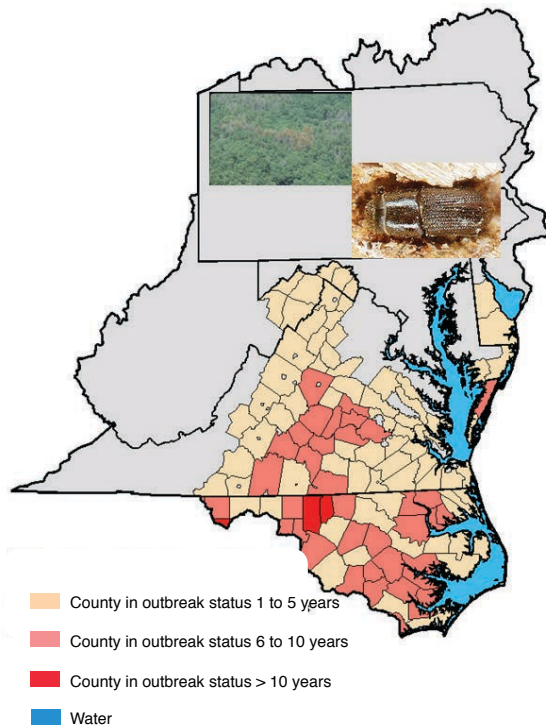 County in outbreak status 1 to 5 years
County in outbreak status 6 to 10 years
County in outbreak status > 10 years
Water